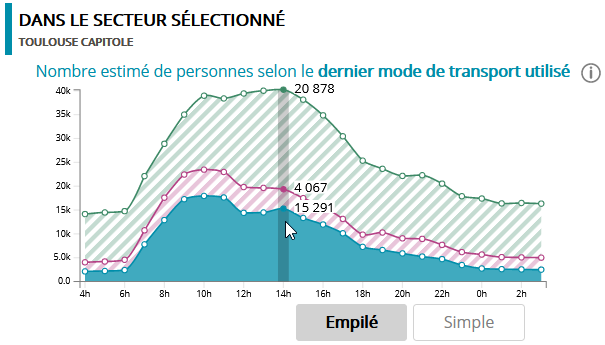 DANS LE SECTEUR SÉLECTIONNÉ
TOULOUSE CAPITOLE
Nombre estimé de personnes selon le dernier mode de transport utilisé i
40k
35k
30k
25k
20k
15k
10k
5.0k
0.0
20 878
4 067
15 291
4h 6h 8h 10h 12h 14h 16h 18h 20h 22h 0h 2h
Empilé Simple